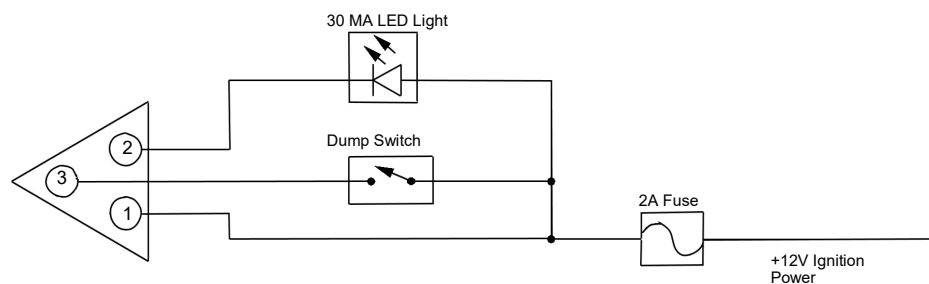 30 MA LED Light
2
Dump Switch
3
1
2A Fuse
+12V Ignition
Power